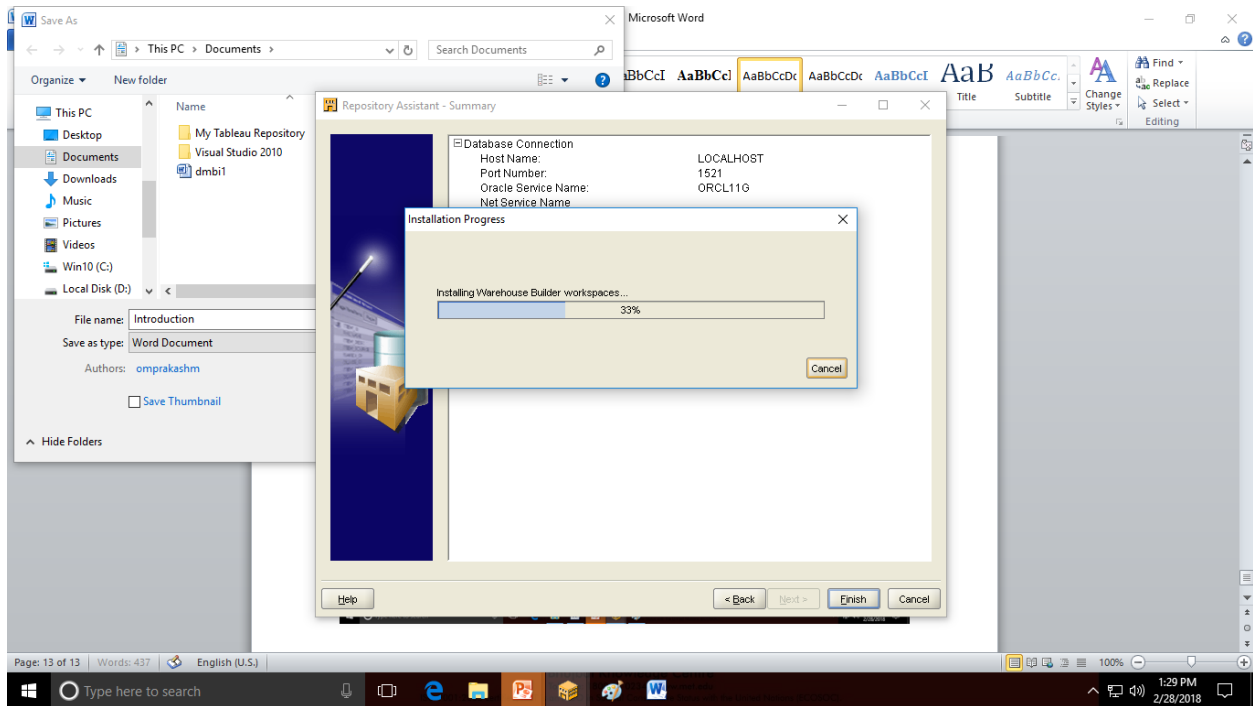 Save As
Microsoft Word
This PC > Documents >
Search Documents
Organize
New folder
AaBbCcI AaBbCcI AaBbCcDc AaBbCcDc AaBbCcI AaB AaBbCc.
Title
Subtitle
Change Styles
Find
Replace
Select
Editing
This PC
Desktop
Documents
Downloads
Music
Pictures
Videos
Win10 (C:)
Local Disk (D:)
Name
My Tableau Repository
Visual Studio 2010
dmbi1
File name: Introduction
Save as type: Word Document
Authors: omprakashm
Save Thumbnail
Hide Folders
Repository Assistant - Summary
Database Connection
Host Name: LOCALHOST
Port Number: 1521
Oracle Service Name: ORCL11G
Net Service Name
Installation Progress
Installing Warehouse Builder workspaces...
33%
Cancel
Help
< Back
Next >
Finish
Cancel
Page: 13 of 13
Words: 437
English (U.S.)
100%
Type here to search
1:29 PM
2/28/2018